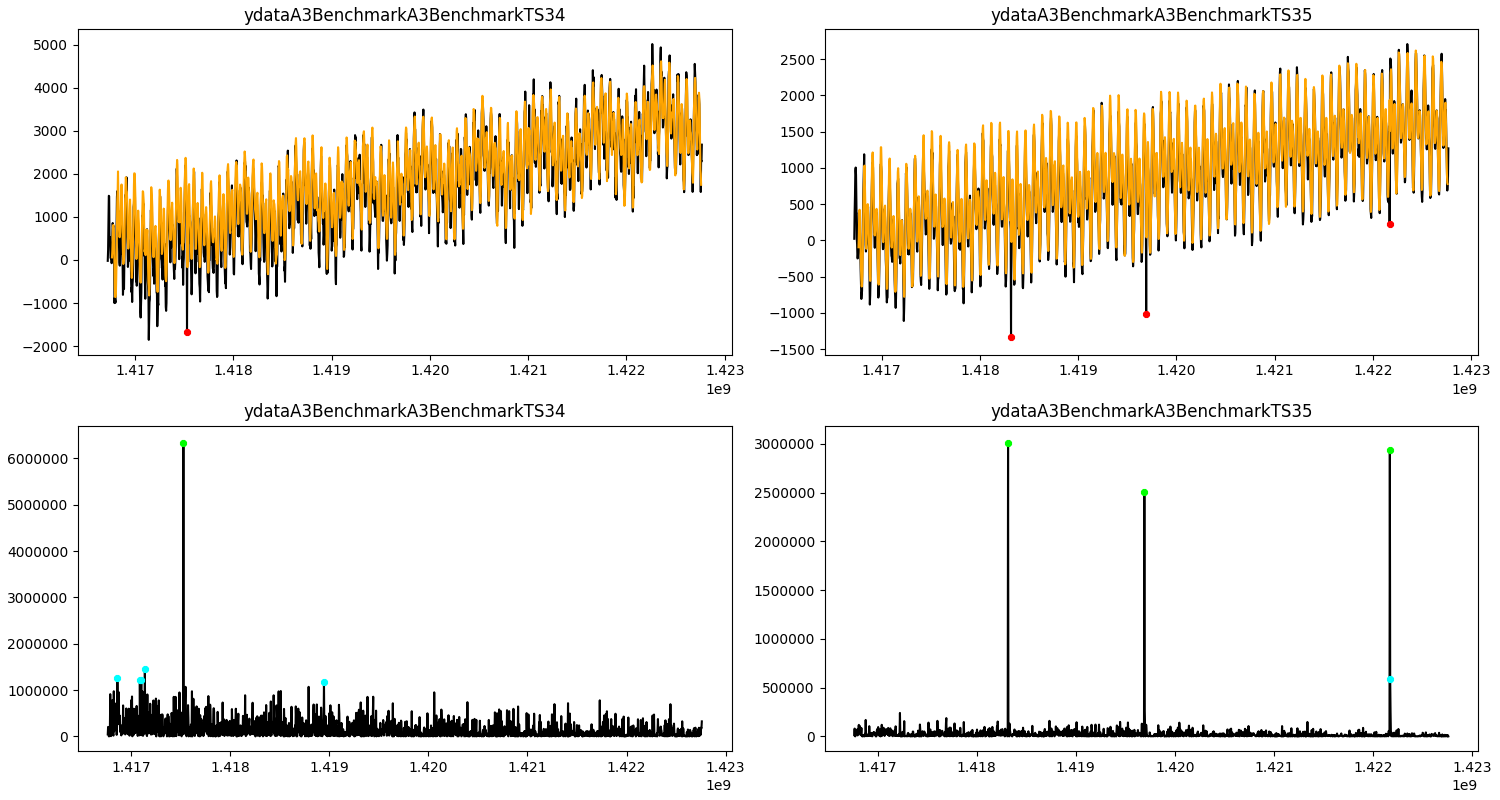 ydataA3BenchmarkA3BenchmarkTS34
5000
4000
3000
2000
1000
0
−1000
−2000
1.417 1.418 1.419 1.420 1.421 1.422 1.423
1e9
ydataA3BenchmarkA3BenchmarkTS35
2500
2000
1500
1000
500
0
−500
−1000
−1500
1.417 1.418 1.419 1.420 1.421 1.422 1.423
1e9
ydataA3BenchmarkA3BenchmarkTS34
6000000
5000000
4000000
3000000
2000000
1000000
0
1.417 1.418 1.419 1.420 1.421 1.422 1.423
1e9
ydataA3BenchmarkA3BenchmarkTS35
3000000
2500000
2000000
1500000
1000000
500000
0
1.417 1.418 1.419 1.420 1.421 1.422 1.423
1e9